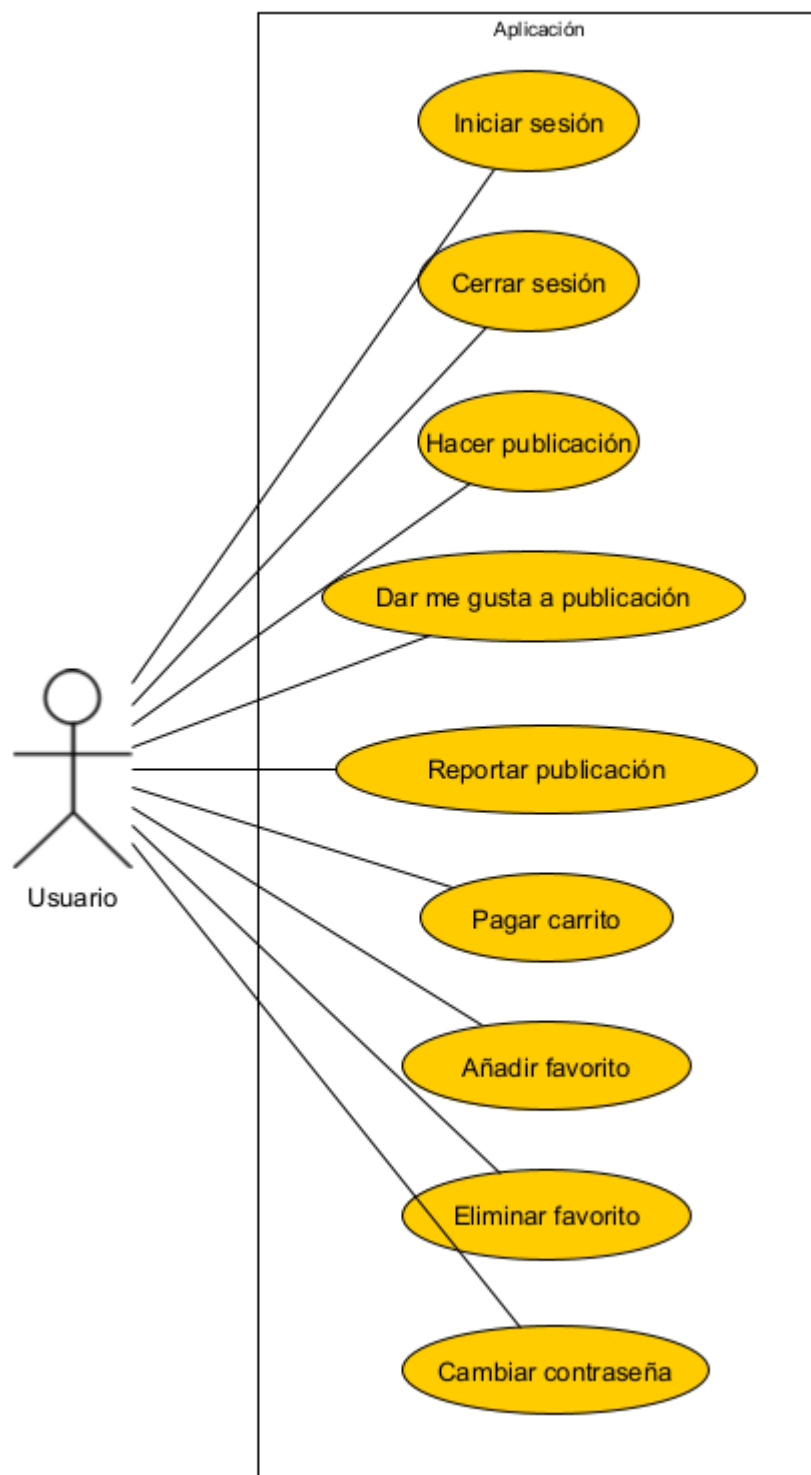 Aplicación
Iniciar sesión
Cerrar sesión
Hacer publicación
Dar me gusta a publicación
Reportar publicación
Usuario
Pagar carrito
Añadir favorito
Eliminar favorito
Cambiar contraseña